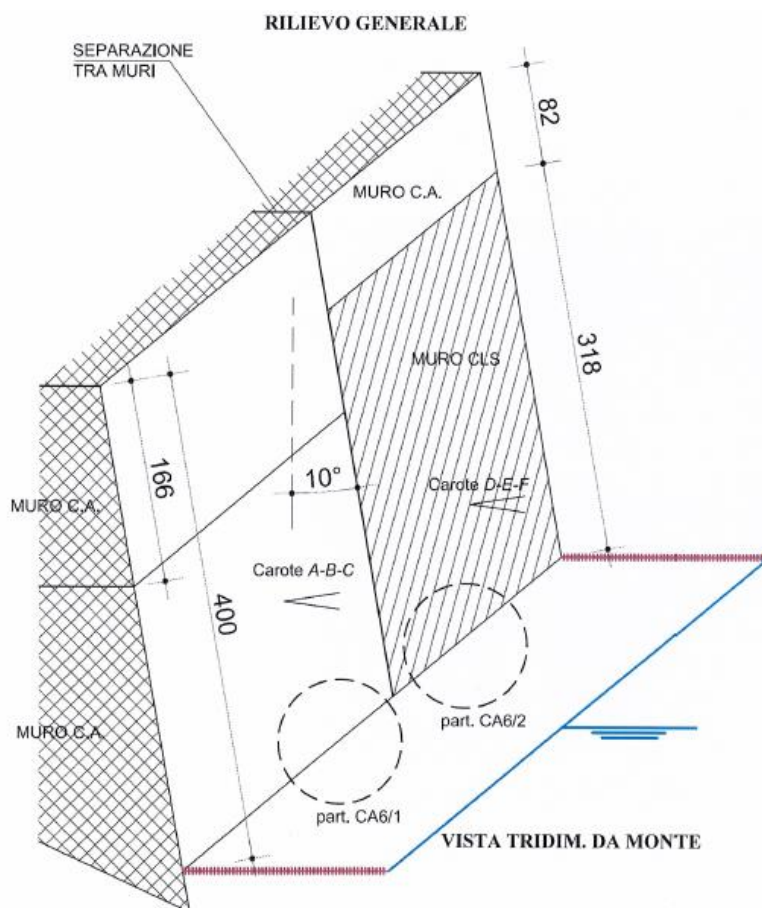 RILIEVO GENERALE
SEPARAZIONE
TRA MURI
82
MURO C.A.
318
MURO CLS
166
10°
Carote D-E-F
MURO C.A.
Carote A-B-C
400
part. CA6/2
MURO C.A.
part. CA6/1
VISTA TRIDIM. DA MONTE